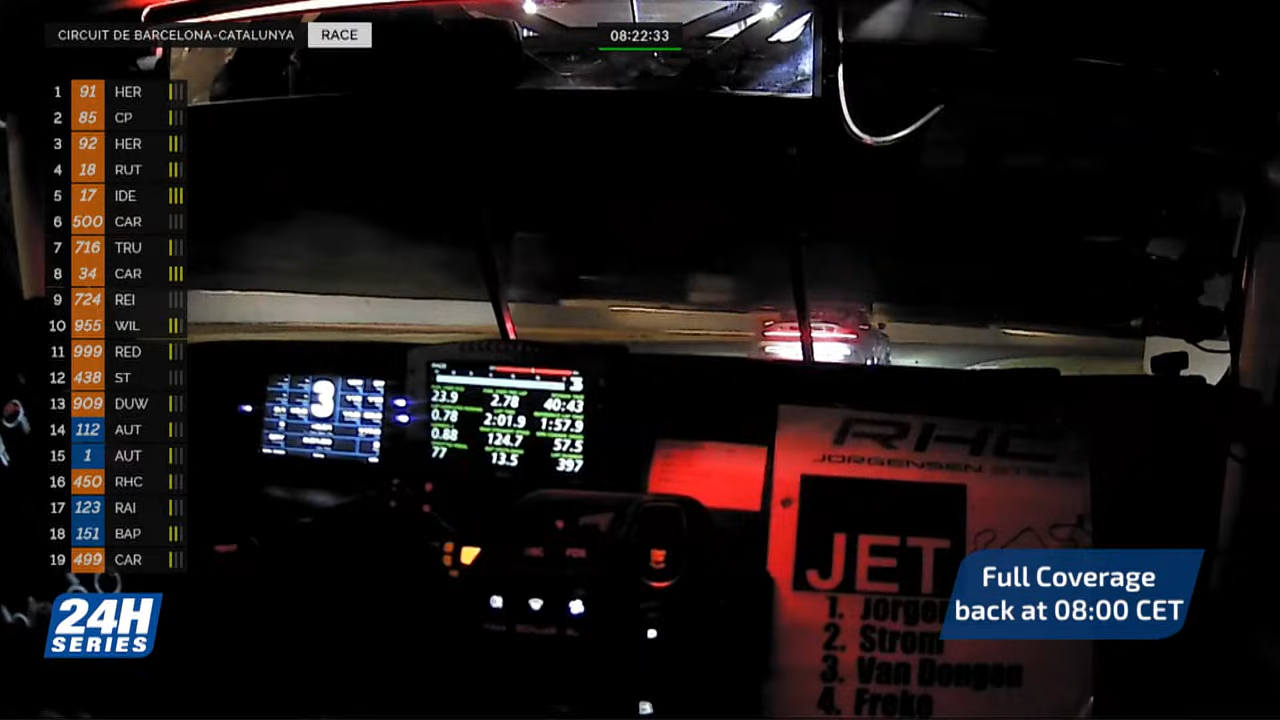 CIRCUIT DE BARCELONA-CATALUNYA RACE
08:22:33
1 91 HER
2 85 CP
3 92 HER
4 18 RUT
5 17 IDE
6 500 CAR
7 716 TRU
8 34 CAR
9 724 REI
10 955 WIL
11 999 RED
12 438 ST
13 909 DUW
14 112 AUT
15 1 AUT
16 450 RHC
17 123 RAI
18 151 BAP
19 499 CAR
24H
SERIES
3
23.9 2.78 40:43
0.78 2:01.9 1:57.9
0.88 124.7 57.5
77 13.5 397
RHC
JORGENSEN
JET
1. Jorge
2. Strom
3. Van Dongen
4. Freke
Full Coverage
back at 08:00 CET